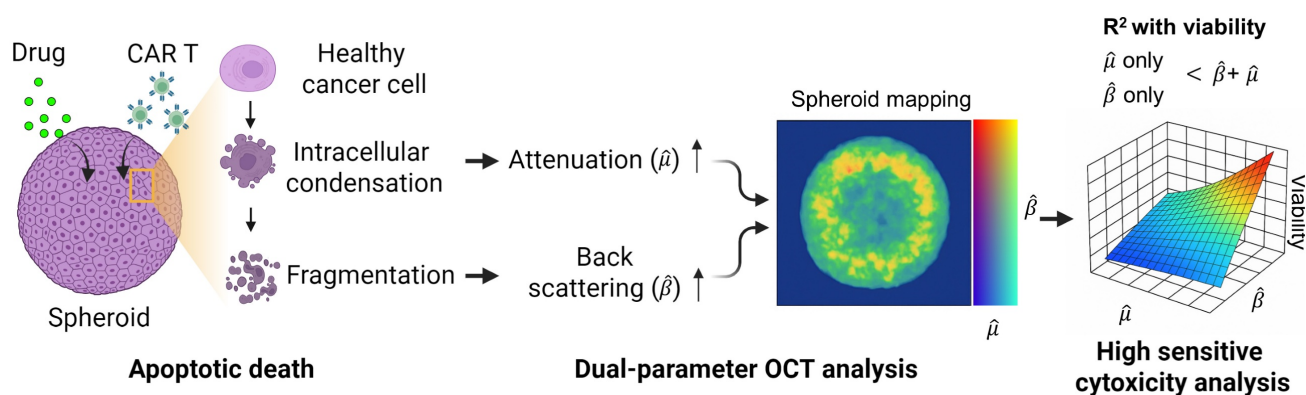 Drug
CAR T
Healthy
cancer cell
Intracellular
condensation
Fragmentation
Spheroid
Apoptotic death
Attenuation (μ̂) ↑
Back
scattering (β̂) ↑
Spheroid mapping
β̂
μ̂
Dual-parameter OCT analysis
R² with viability
μ̂ only
β̂ only
< β̂+ μ̂
Viability
μ̂
β̂
High sensitive
cytoxicity analysis